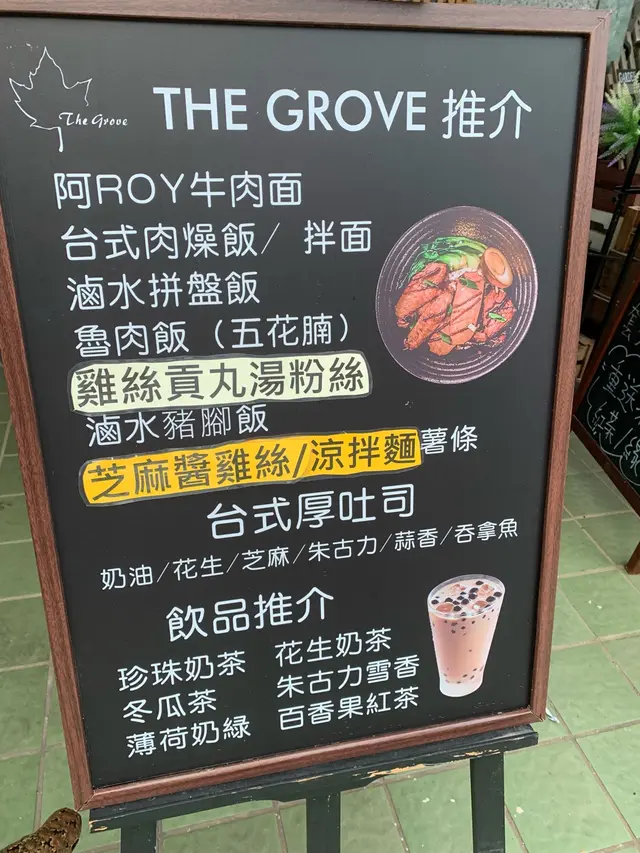 The Grove
THE GROVE 推介
阿ROY牛肉面
台式肉燥飯/ 拌面
滷水拼盤飯
魯肉飯（五花腩）
雞絲貢丸湯粉絲
滷水豬腳飯
芝麻醬雞絲/涼拌麵薯條
台式厚吐司
奶油/花生/芝麻/朱古力/蒜香/吞拿魚
飲品推介
珍珠奶茶 花生奶茶
冬瓜茶 朱古力雪香
薄荷奶綠 百香果紅茶